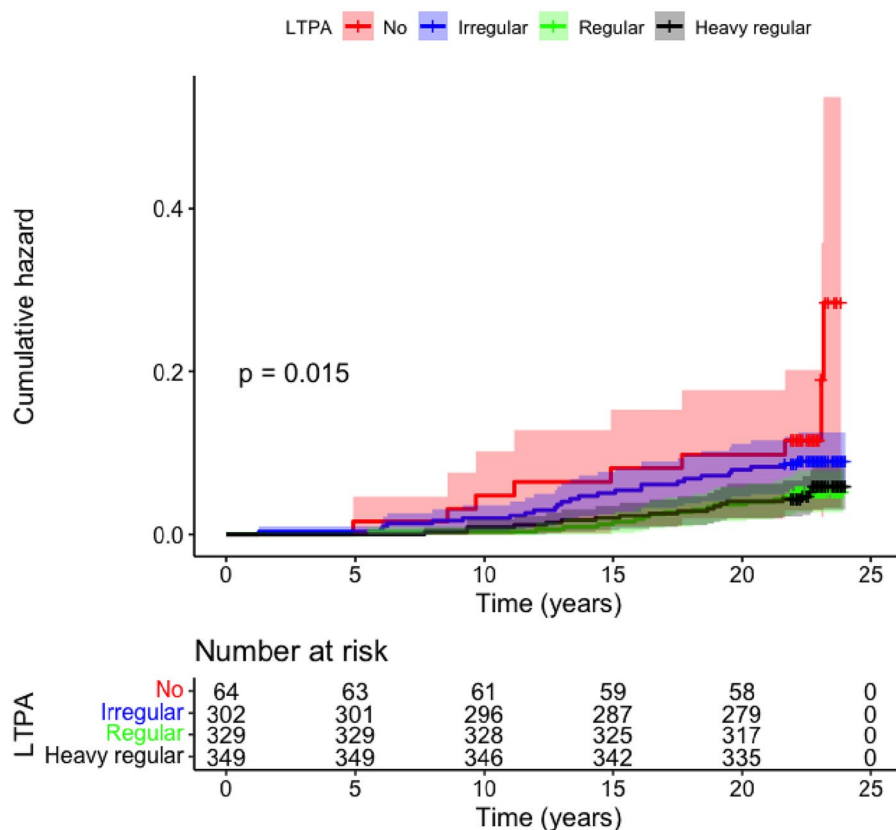 LTPA No Irregular Regular Heavy regular
Cumulative hazard
0.4
0.2
0.0
p = 0.015
0 5 10 15 20 25
Time (years)
Number at risk
LTPA
No 64 63 61 59 58 0
Irregular 302 301 296 287 279 0
Regular 329 329 328 325 317 0
Heavy regular 349 349 346 342 335 0
0 5 10 15 20 25
Time (years)